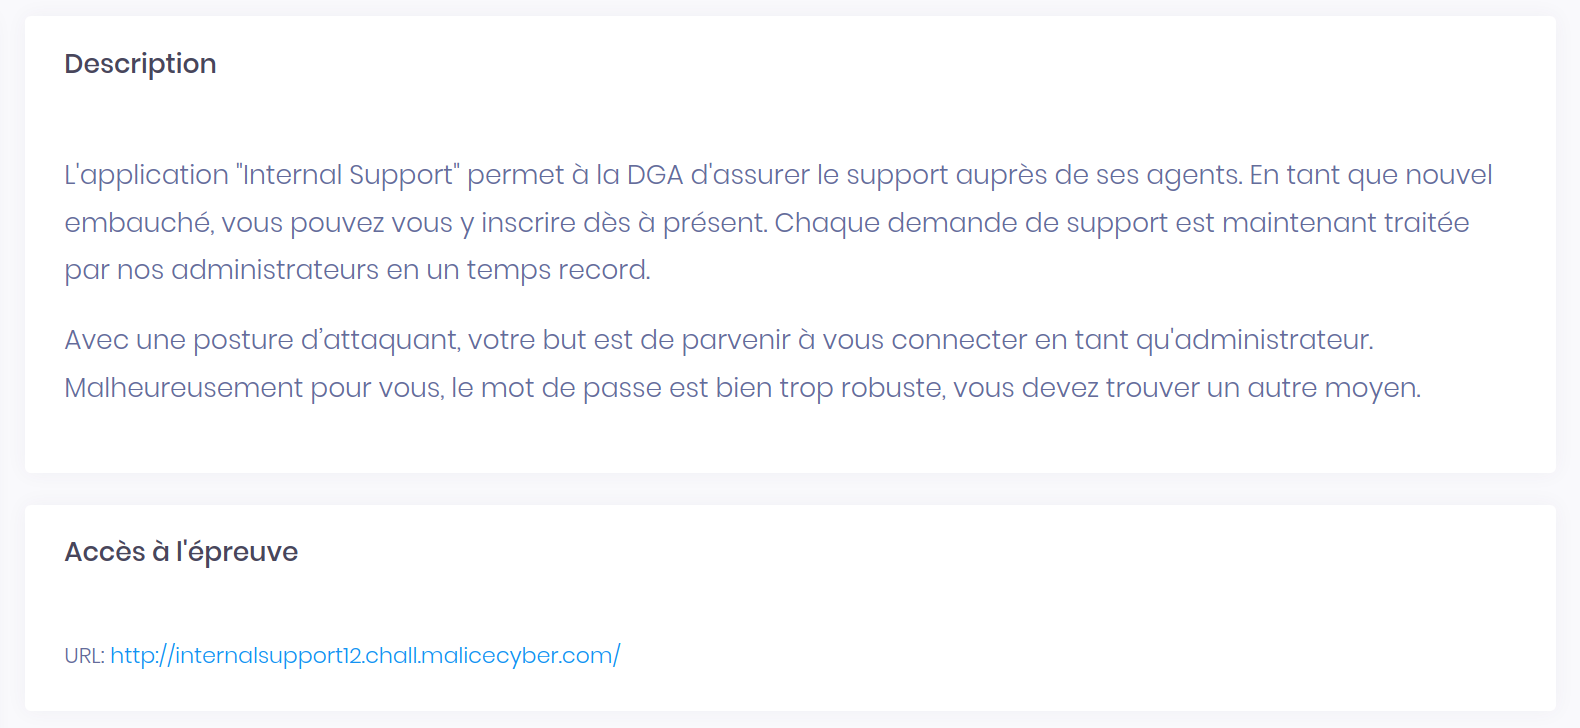 Description
L'application "Internal Support" permet à la DGA d'assurer le support auprès de ses agents. En tant que nouvel
embauché, vous pouvez vous y inscrire dès à présent. Chaque demande de support est maintenant traitée
par nos administrateurs en un temps record.
Avec une posture d’attaquant, votre but est de parvenir à vous connecter en tant qu'administrateur.
Malheureusement pour vous, le mot de passe est bien trop robuste, vous devez trouver un autre moyen.
Accès à l'épreuve
URL: http://internalsupport12.chall.malicecyber.com/